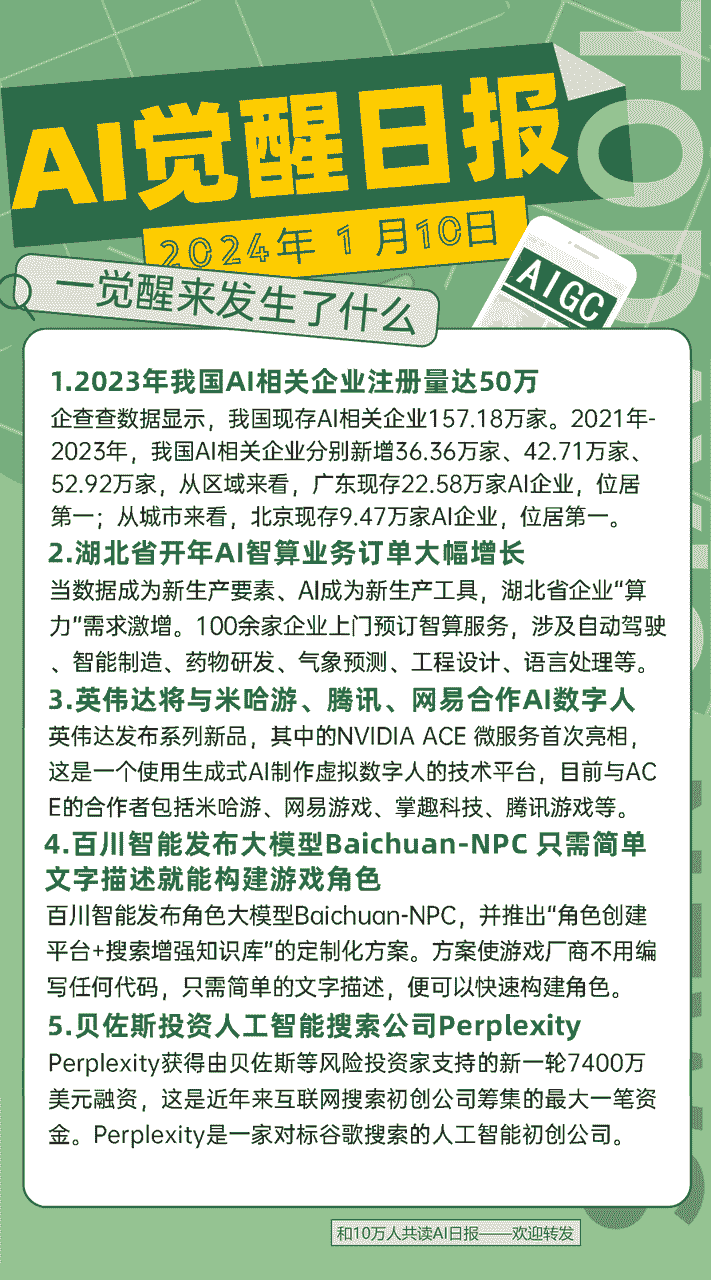 AI觉醒日报
2024年 1 月10日
一觉醒来发生了什么
AIGC
1.2023年我国AI相关企业注册量达50万
企查查数据显示，我国现存AI相关企业157.18万家。2021年-
2023年，我国AI相关企业分别新增36.36万家、42.71万家、
52.92万家，从区域来看，广东现存22.58万家AI企业，位居
第一；从城市来看，北京现存9.47万家AI企业，位居第一。
2.湖北省开年AI智算业务订单大幅增长
当数据成为新生产要素、AI成为新生产工具，湖北省企业“算
力”需求激增。100余家企业上门预订智算服务，涉及自动驾驶
、智能制造、药物研发、气象预测、工程设计、语言处理等。
3.英伟达将与米哈游、腾讯、网易合作AI数字人
英伟达发布系列新品，其中的NVIDIA ACE 微服务首次亮相，
这是一个使用生成式AI制作虚拟数字人的技术平台，目前与AC
E的合作者包括米哈游、网易游戏、掌趣科技、腾讯游戏等。
4.百川智能发布大模型Baichuan-NPC 只需简单
文字描述就能构建游戏角色
百川智能发布角色大模型Baichuan-NPC，并推出“角色创建
平台+搜索增强知识库”的定制化方案。方案使游戏厂商不用编
写任何代码，只需简单的文字描述，便可以快速构建角色。
5.贝佐斯投资人工智能搜索公司Perplexity
Perplexity获得由贝佐斯等风险投资家支持的新一轮7400万
美元融资，这是近年来互联网搜索初创公司筹集的最大一笔资
金。Perplexity是一家对标谷歌搜索的人工智能初创公司。
和10万人共读AI日报——欢迎转发